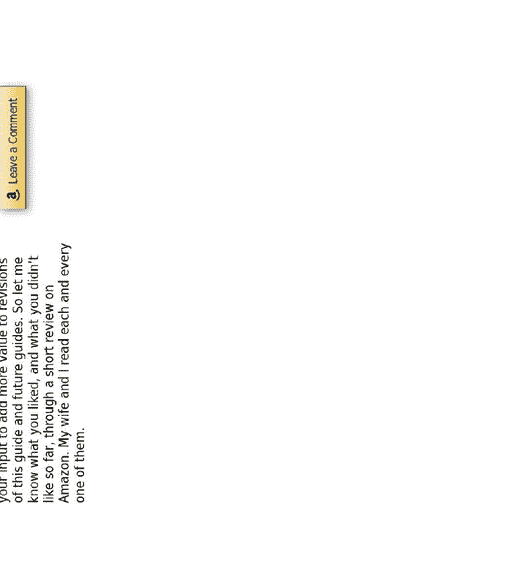 your input to add more value to revisions
of this guide and future guides. So let me
know what you liked, and what you didn't
like so far, through a short review on
Amazon. My wife and I read each and every
one of them.
a Leave a Comment